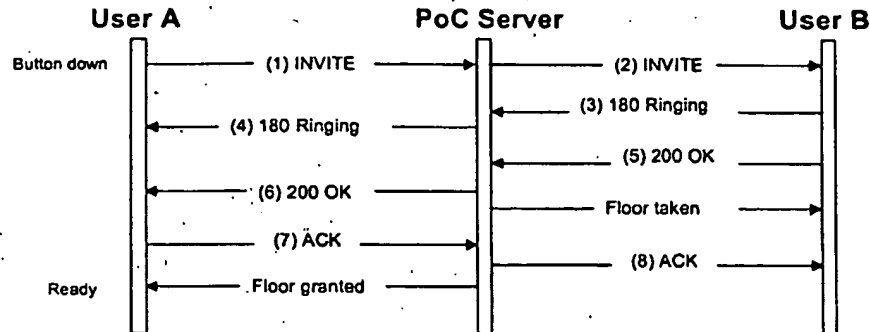 User A PoC Server User B
Button down (1) INVITE (2) INVITE
(3) 180 Ringing
(4) 180 Ringing
(5) 200 OK
(6) 200 OK
Floor taken
(7) ACK
(8) ACK
Ready Floor granted